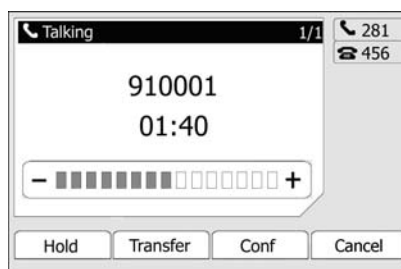 Talking 1/1
281
456
910001
01:40
- +
Hold Transfer Conf Cancel